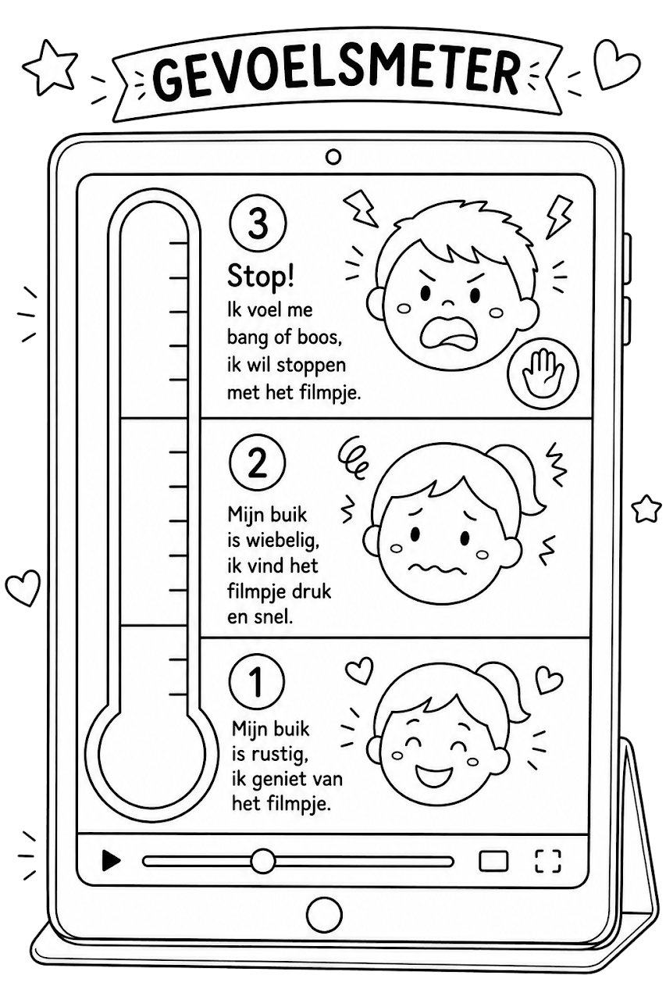 GEVOELSMETER
3
Stop!
Ik voel me
bang of boos,
ik wil stoppen
met het filmpje.
2
Mijn buik
is wiebelig,
ik vind het
filmpje druk
en snel.
1
Mijn buik
is rustig,
ik geniet van
het filmpje.